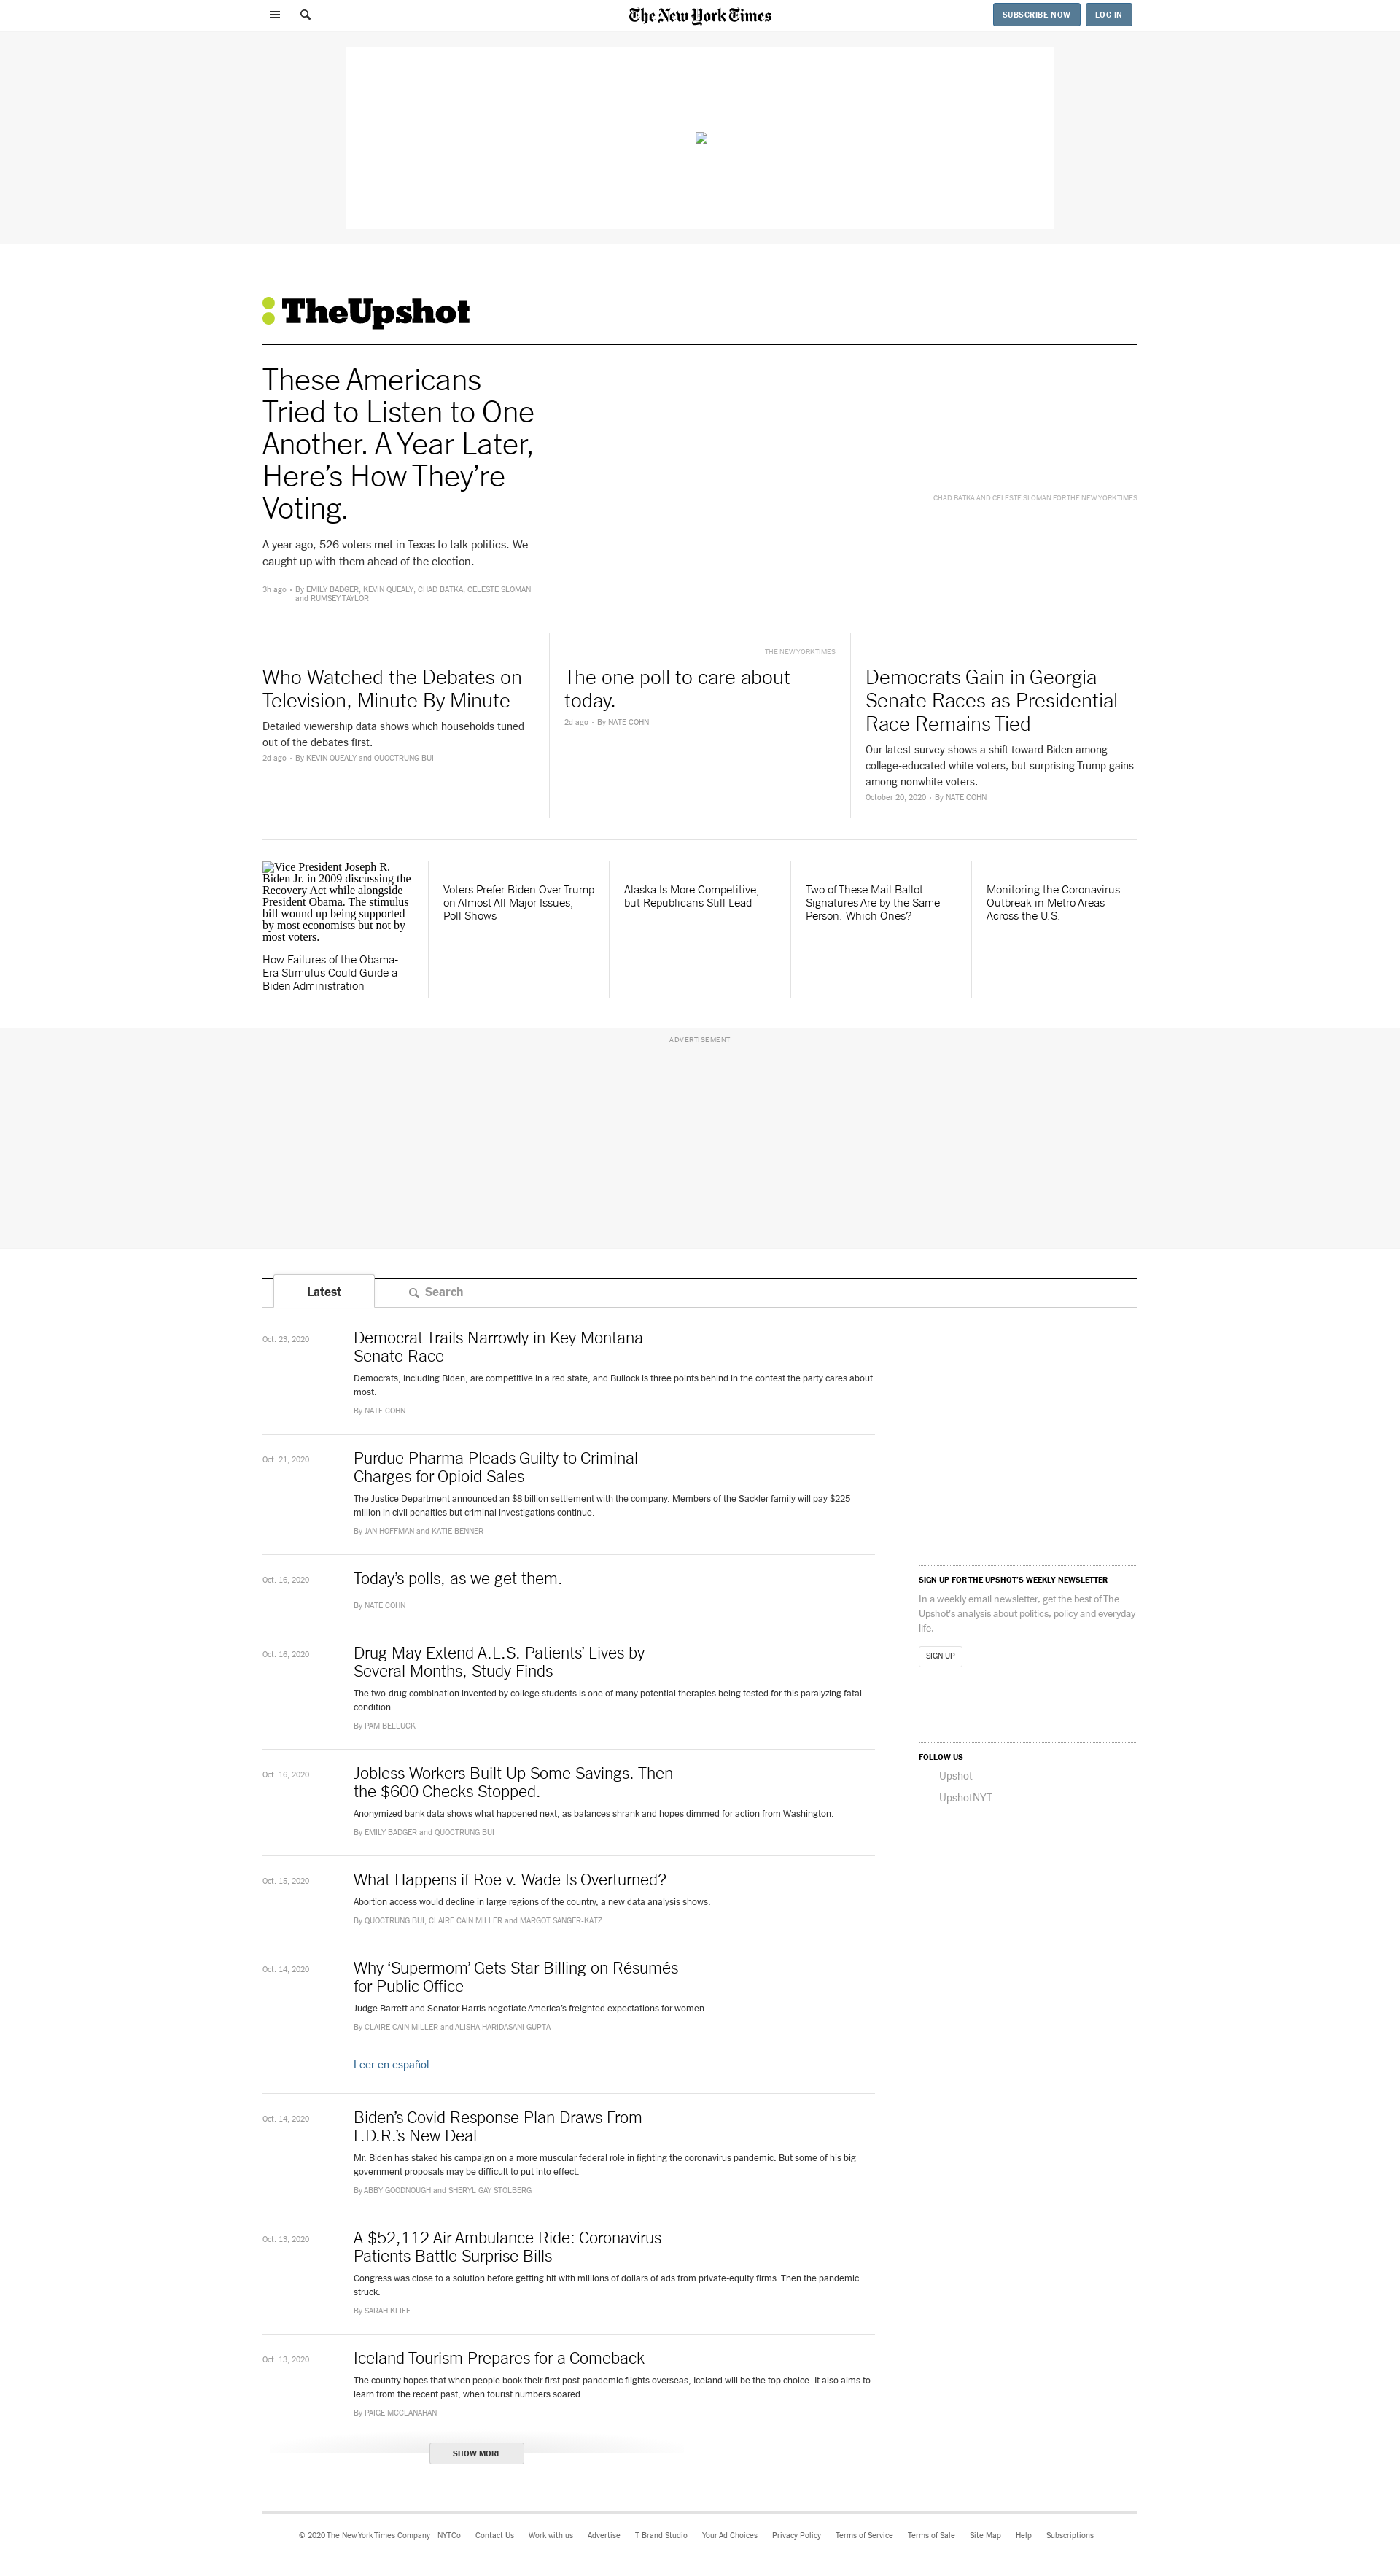 The New York Times
SUBSCRIBE NOW
LOG IN
TheUpshot
These Americans
Tried to Listen to One
Another. A Year Later,
Here’s How They’re
Voting.
A year ago, 526 voters met in Texas to talk politics. We
caught up with them ahead of the election.
3h ago • By EMILY BADGER, KEVIN QUEALY, CHAD BATKA, CELESTE SLOMAN
and RUMSEY TAYLOR
CHAD BATKA AND CELESTE SLOMAN FOR THE NEW YORK TIMES
Who Watched the Debates on
Television, Minute By Minute
Detailed viewership data shows which households tuned
out of the debates first.
2d ago • By KEVIN QUEALY and QUOCTRUNG BUI
THE NEW YORK TIMES
The one poll to care about
today.
2d ago • By NATE COHN
Democrats Gain in Georgia
Senate Races as Presidential
Race Remains Tied
Our latest survey shows a shift toward Biden among
college-educated white voters, but surprising Trump gains
among nonwhite voters.
October 20, 2020 • By NATE COHN
Vice President Joseph R.
Biden Jr. in 2009 discussing the
Recovery Act while alongside
President Obama. The stimulus
bill wound up being supported
by most economists but not by
most voters.
How Failures of the Obama-
Era Stimulus Could Guide a
Biden Administration
Voters Prefer Biden Over Trump
on Almost All Major Issues,
Poll Shows
Alaska Is More Competitive,
but Republicans Still Lead
Two of These Mail Ballot
Signatures Are by the Same
Person. Which Ones?
Monitoring the Coronavirus
Outbreak in Metro Areas
Across the U.S.
ADVERTISEMENT
Latest
Search
Oct. 23, 2020
Democrat Trails Narrowly in Key Montana
Senate Race
Democrats, including Biden, are competitive in a red state, and Bullock is three points behind in the contest the party cares about
most.
By NATE COHN
Oct. 21, 2020
Purdue Pharma Pleads Guilty to Criminal
Charges for Opioid Sales
The Justice Department announced an $8 billion settlement with the company. Members of the Sackler family will pay $225
million in civil penalties but criminal investigations continue.
By JAN HOFFMAN and KATIE BENNER
Oct. 16, 2020
Today’s polls, as we get them.
By NATE COHN
Oct. 16, 2020
Drug May Extend A.L.S. Patients’ Lives by
Several Months, Study Finds
The two-drug combination invented by college students is one of many potential therapies being tested for this paralyzing fatal
condition.
By PAM BELLUCK
Oct. 16, 2020
Jobless Workers Built Up Some Savings. Then
the $600 Checks Stopped.
Anonymized bank data shows what happened next, as balances shrank and hopes dimmed for action from Washington.
By EMILY BADGER and QUOCTRUNG BUI
Oct. 15, 2020
What Happens if Roe v. Wade Is Overturned?
Abortion access would decline in large regions of the country, a new data analysis shows.
By QUOCTRUNG BUI, CLAIRE CAIN MILLER and MARGOT SANGER-KATZ
Oct. 14, 2020
Why ‘Supermom’ Gets Star Billing on Résumés
for Public Office
Judge Barrett and Senator Harris negotiate America’s freighted expectations for women.
By CLAIRE CAIN MILLER and ALISHA HARIDASANI GUPTA
Leer en español
Oct. 14, 2020
Biden’s Covid Response Plan Draws From
F.D.R.’s New Deal
Mr. Biden has staked his campaign on a more muscular federal role in fighting the coronavirus pandemic. But some of his big
government proposals may be difficult to put into effect.
By ABBY GOODNOUGH and SHERYL GAY STOLBERG
Oct. 13, 2020
A $52,112 Air Ambulance Ride: Coronavirus
Patients Battle Surprise Bills
Congress was close to a solution before getting hit with millions of dollars of ads from private-equity firms. Then the pandemic
struck.
By SARAH KLIFF
Oct. 13, 2020
Iceland Tourism Prepares for a Comeback
The country hopes that when people book their first post-pandemic flights overseas, Iceland will be the top choice. It also aims to
learn from the recent past, when tourist numbers soared.
By PAIGE MCCLANAHAN
SHOW MORE
SIGN UP FOR THE UPSHOT’S WEEKLY NEWSLETTER
In a weekly email newsletter, get the best of The
Upshot’s analysis about politics, policy and everyday
life.
SIGN UP
FOLLOW US
Upshot
UpshotNYT
© 2020 The New York Times Company NYTCo Contact Us Work with us Advertise T Brand Studio Your Ad Choices Privacy Policy Terms of Service Terms of Sale Site Map Help Subscriptions